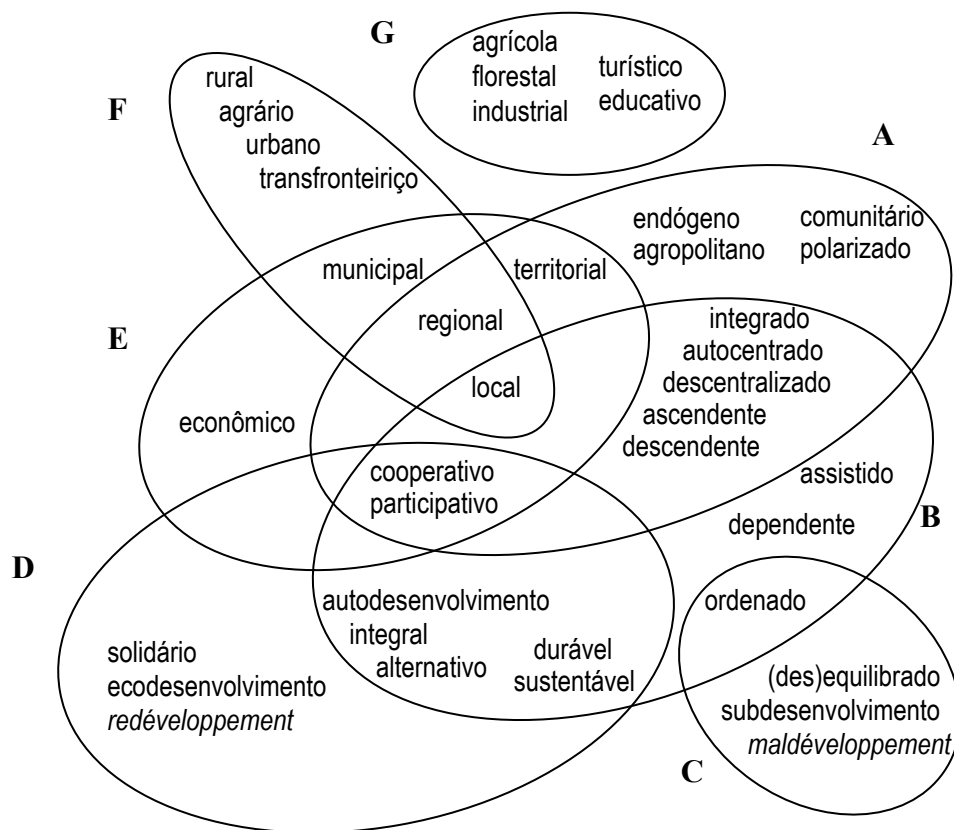 G
agrícola
florestal
industrial
turístico
educativo
F
rural
agrário
urbano
transfronteiriço
A
endógeno
agropolitano
comunitário
polarizado
municipal
territorial
regional
local
E
econômico
integrado
autocentrado
descentralizado
ascendente
descendente
cooperativo
participativo
assistido
dependente
B
D
autodesenvolvimento
integral
alternativo
durável
sustentável
ordenado
solidário
ecodesenvolvimento
redéveloppement
(des)equilibrado
subdesenvolvimento
maldéveloppement,
C